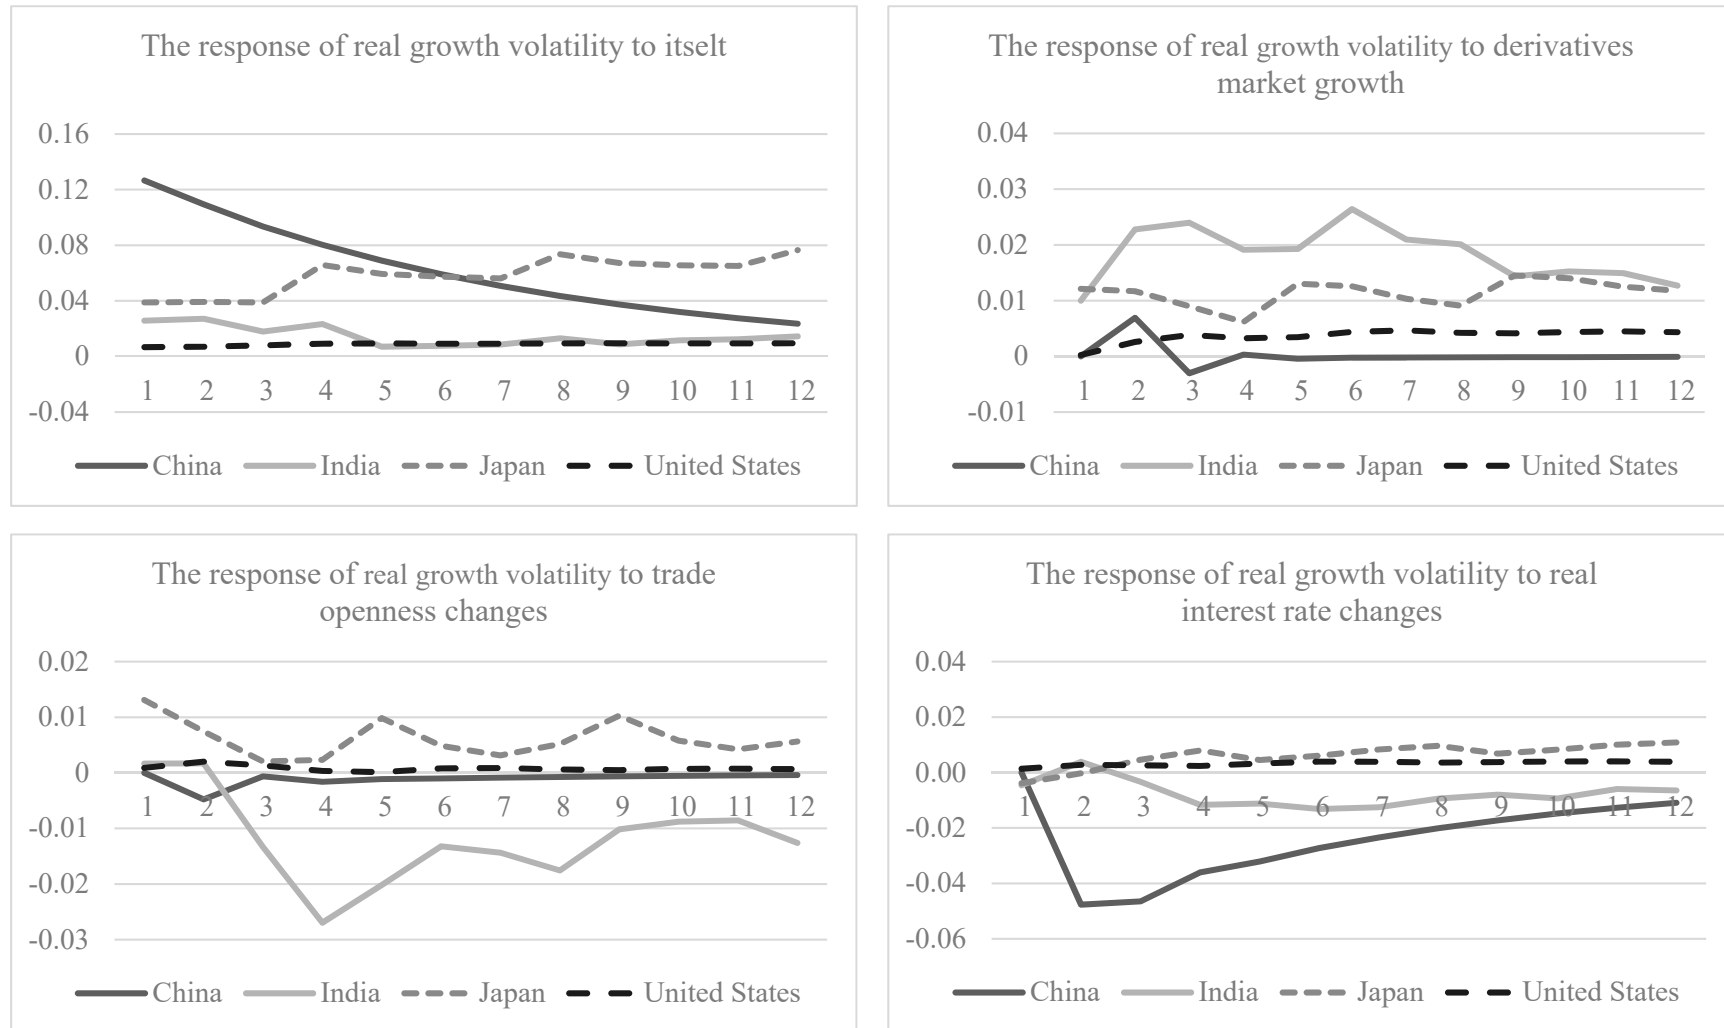 The response of real growth volatility to itselt
0.16
0.12
0.08
0.04
0
-0.04
1 2 3 4 5 6 7 8 9 10 11 12
China India Japan United States
The response of real growth volatility to derivatives
market growth
0.04
0.03
0.02
0.01
0
-0.01
1 2 3 4 5 6 7 8 9 10 11 12
China India Japan United States
The response of real growth volatility to trade
openness changes
0.02
0.01
0
-0.01
-0.02
-0.03
1 2 3 4 5 6 7 8 9 10 11 12
China India Japan United States
The response of real growth volatility to real
interest rate changes
0.04
0.02
0.00
-0.02
-0.04
-0.06
1 2 3 4 5 6 7 8 9 10 11 12
China India Japan United States